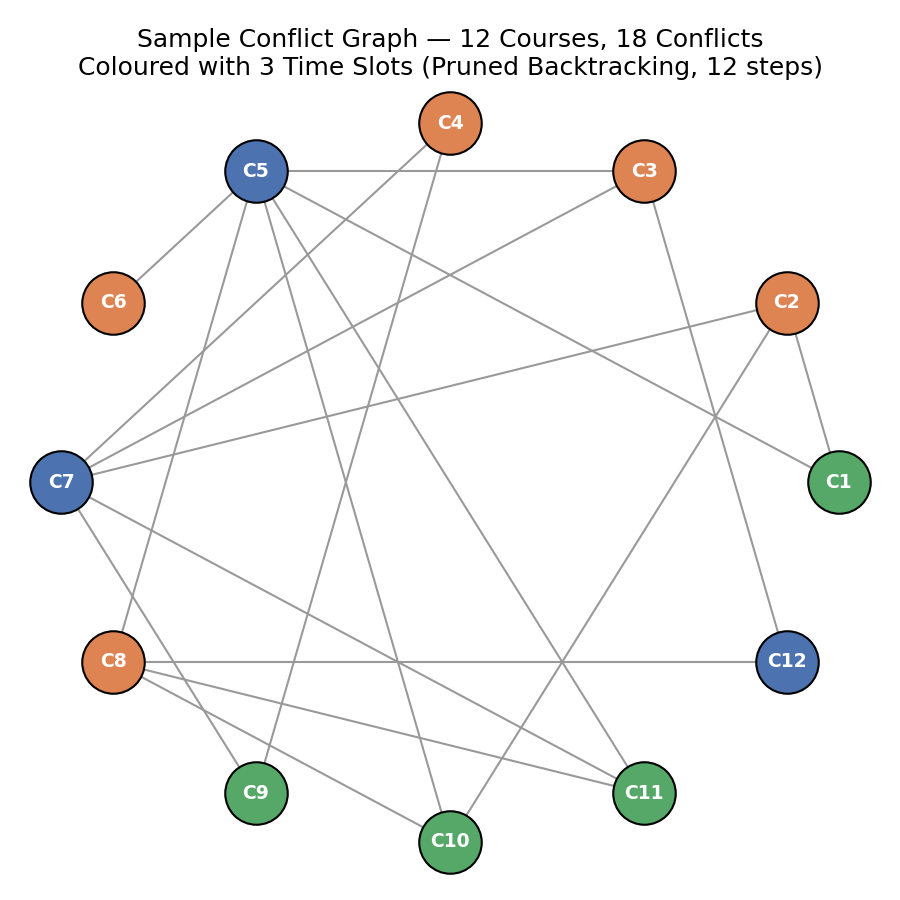 Sample Conflict Graph — 12 Courses, 18 Conflicts
Coloured with 3 Time Slots (Pruned Backtracking, 12 steps)
C4
C5
C3
C6
C2
C7
C1
C8
C12
C9
C11
C10